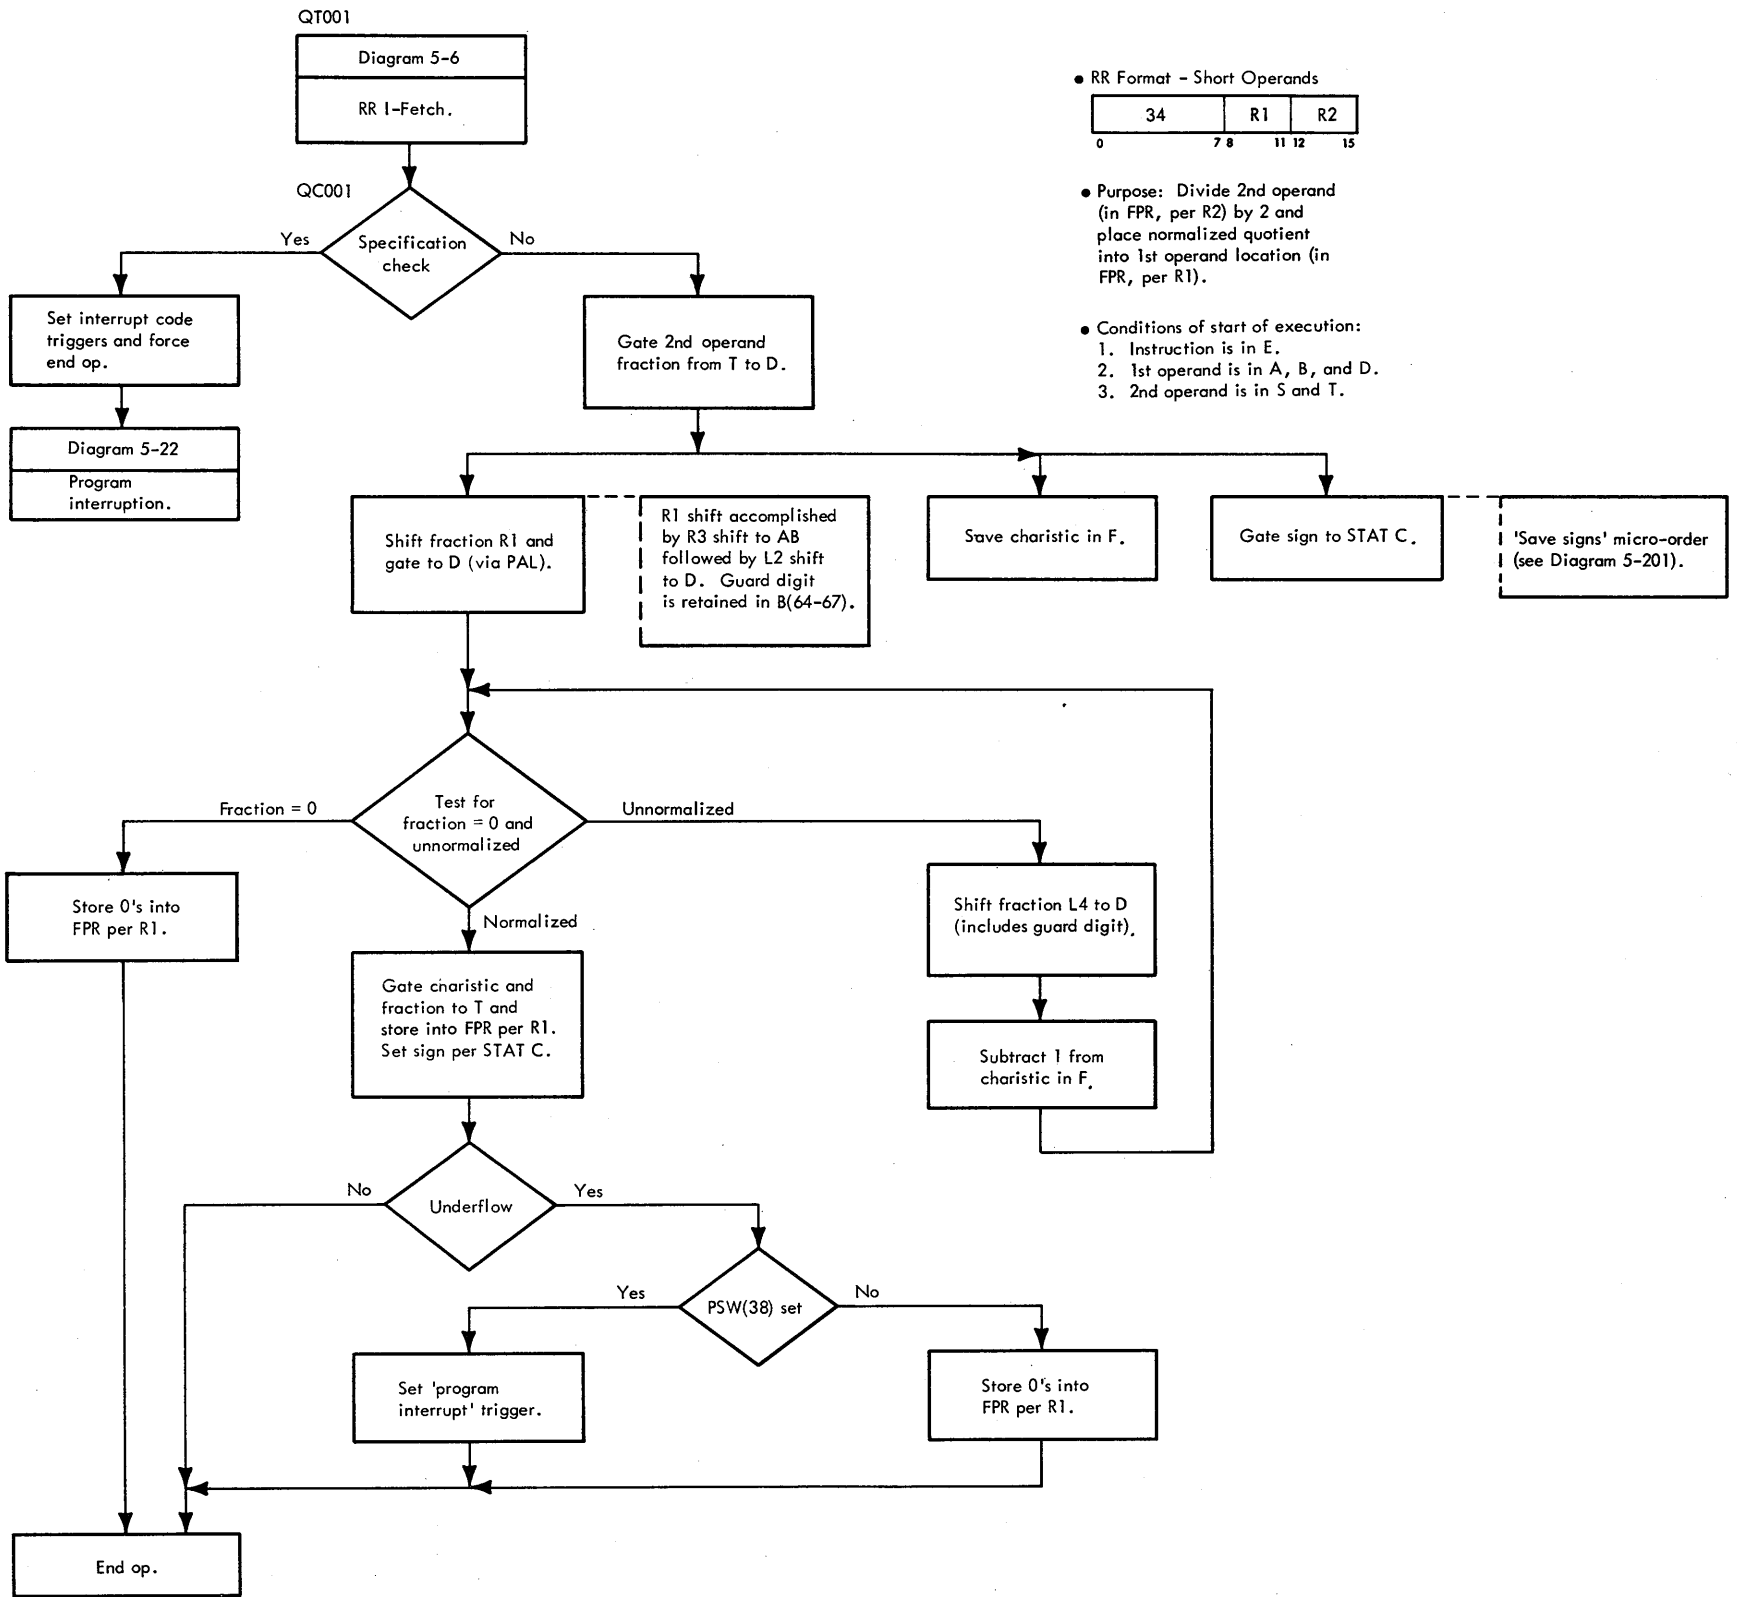 QT001
Diagram 5-6
RR I-Fetch.
QC001
Specification
check
Yes
No
Set interrupt code
triggers and force
end op.
Diagram 5-22
Program
interruption.
Gate 2nd operand
fraction from T to D.
• RR Format - Short Operands
34 R1 R2
0 7 8 11 12 15
• Purpose: Divide 2nd operand
(in FPR, per R2) by 2 and
place normalized quotient
into 1st operand location (in
FPR, per R1).
• Conditions of start of execution:
1. Instruction is in E.
2. 1st operand is in A, B, and D.
3. 2nd operand is in S and T.
Shift fraction R1 and
gate to D (via PAL).
R1 shift accomplished
by R3 shift to AB
followed by L2 shift
to D. Guard digit
is retained in B(64-67).
Save charistic in F.
Gate sign to STAT C.
'Save signs' micro-order
(see Diagram 5-201).
Test for
fraction = 0 and
unnormalized
Fraction = 0
Unnormalized
Normalized
Store 0's into
FPR per R1.
Shift fraction L4 to D
(includes guard digit).
Gate charistic and
fraction to T and
store into FPR per R1.
Set sign per STAT C.
Subtract 1 from
charistic in F.
Underflow
No
Yes
PSW(38) set
Yes
No
Set 'program
interrupt' trigger.
Store 0's into
FPR per R1.
End op.